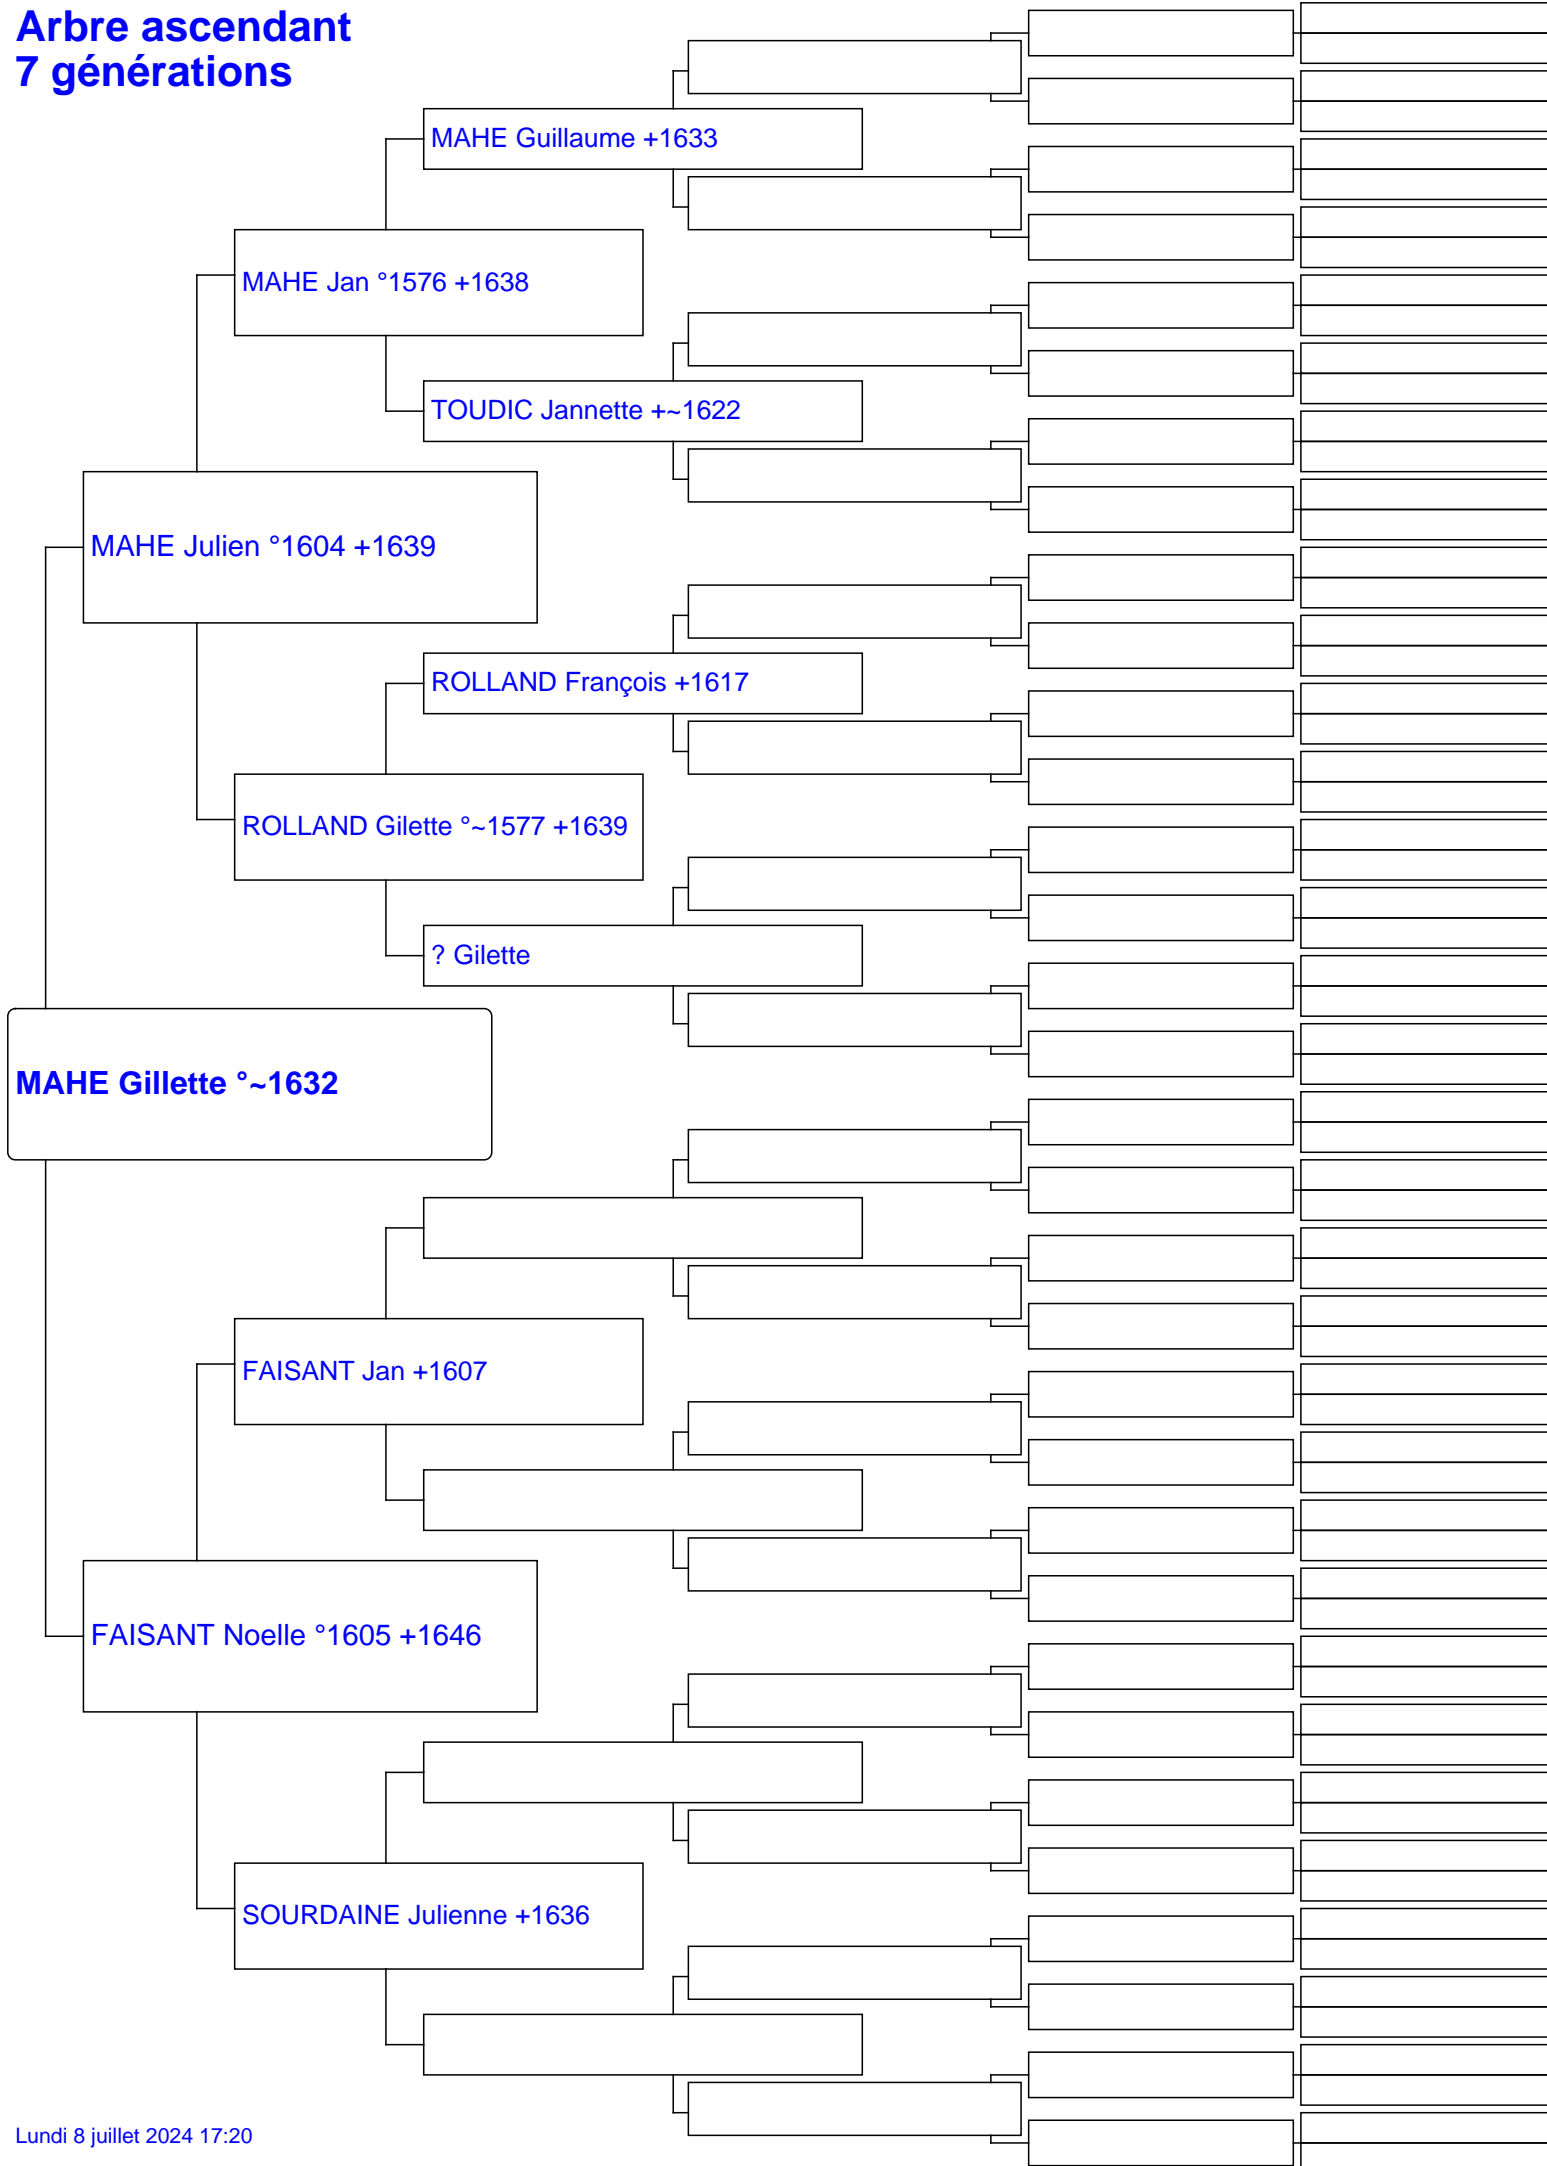 Arbre ascendant
7 générations
MAHE Guillaume +1633
MAHE Jan °1576 +1638
TOUDIC Jannette +~1622
MAHE Julien °1604 +1639
ROLLAND François +1617
ROLLAND Gilette °~1577 +1639
? Gilette
MAHE Gillette °~1632
FAISANT Jan +1607
FAISANT Noelle °1605 +1646
SOURDAINE Julienne +1636
Lundi 8 juillet 2024 17:20